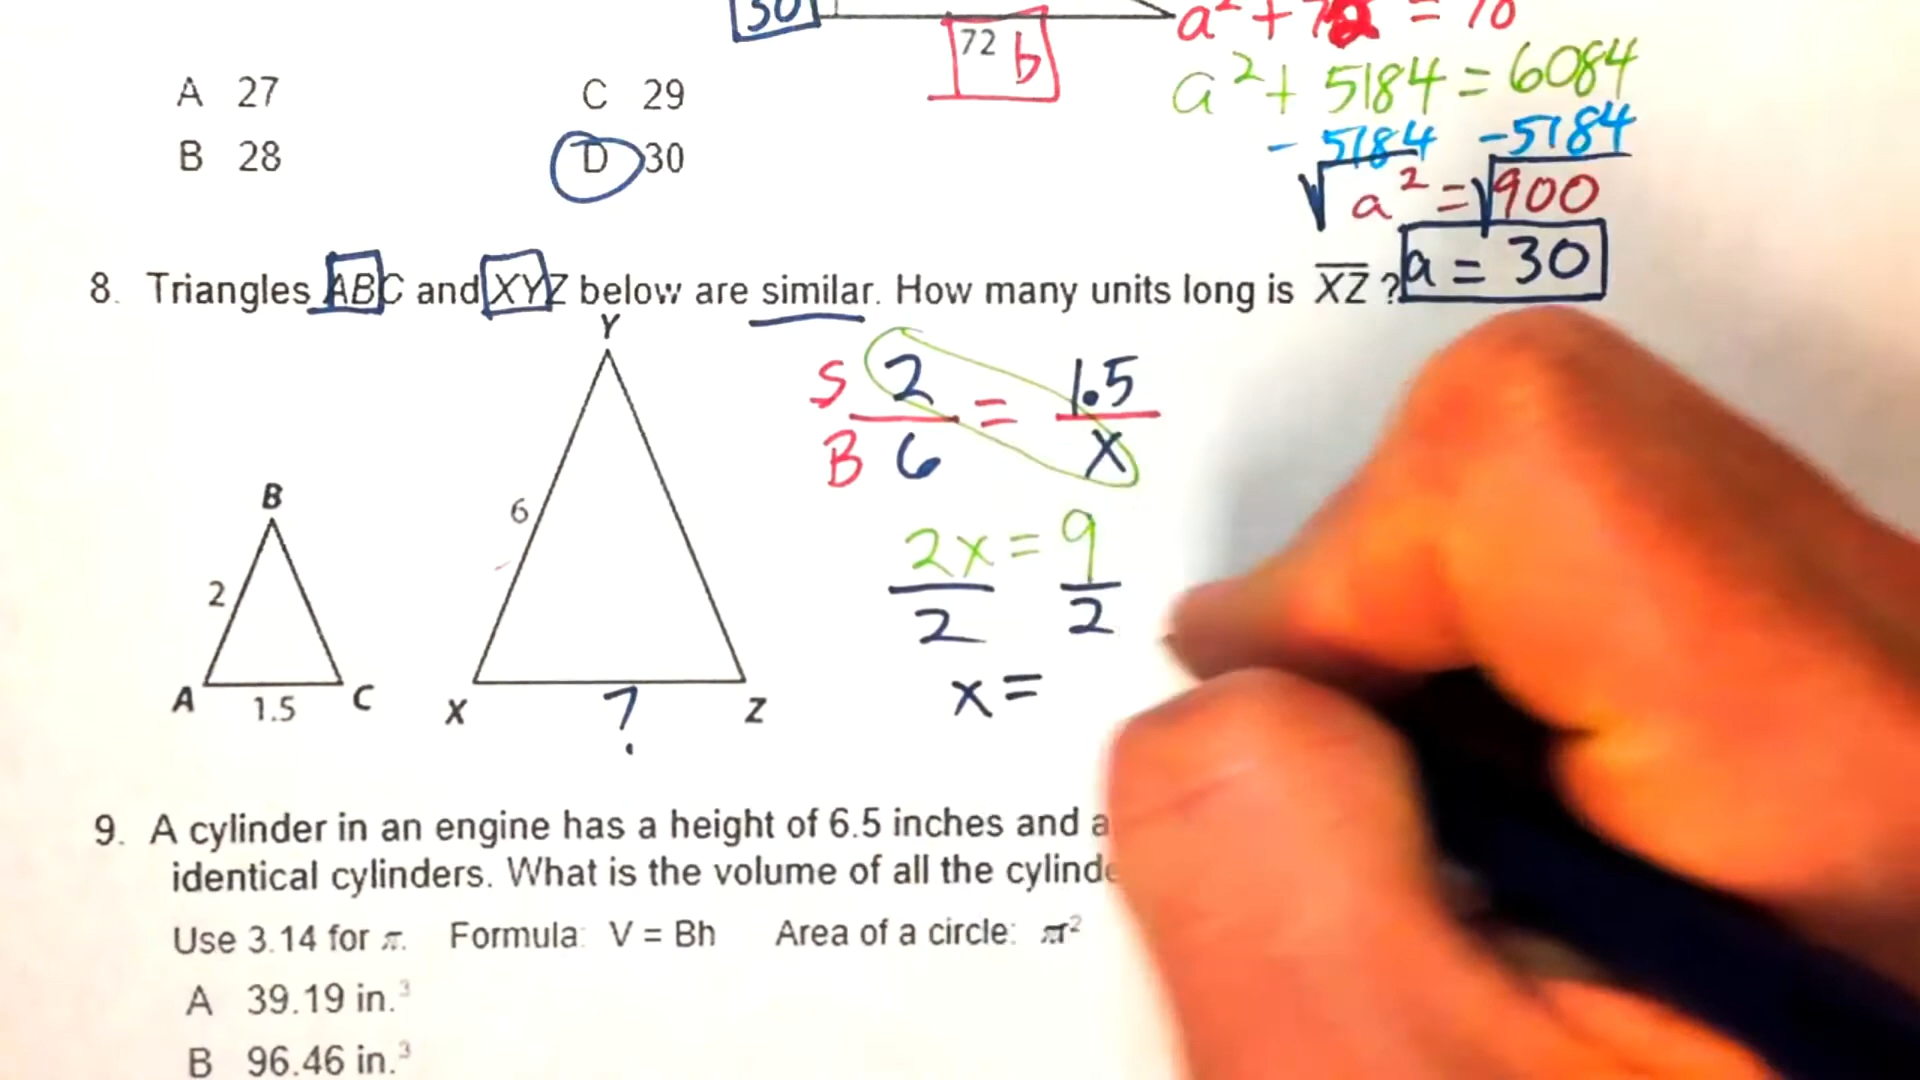 30
72 b
a² + 72 = 78
a² + 5184 = 6084
- 5184 -5184
√a² = √900
a = 30
A 27
C 29
B 28
D 30
8. Triangles ABC and XYZ below are similar. How many units long is XZ ?
Y
S 2 = 1.5
B 6 x
6
B
2
2x = 9
2 2
A 1.5 C
X ? Z
x =
9. A cylinder in an engine has a height of 6.5 inches and a
identical cylinders. What is the volume of all the
Use 3.14 for π. Formula: V = Bh Area of a circle: πr²
A 39.19 in.³
B 96.46 in.³